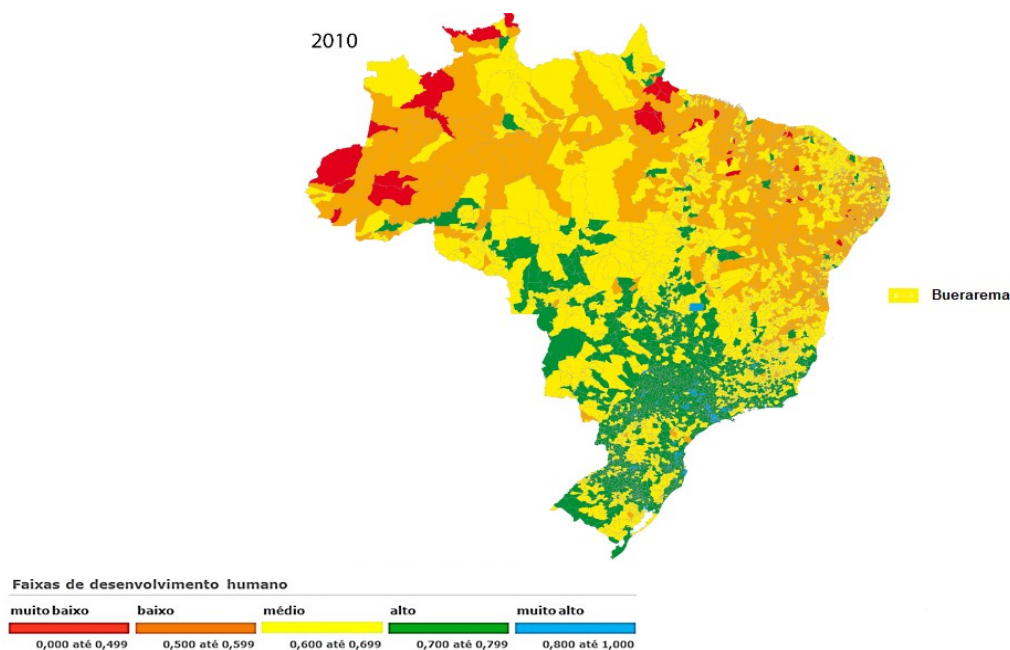 2010
Buerarema
Faixas de desenvolvimento humano
muito baixo baixo médio alto muito alto
0,000 até 0,499 0,500 até 0,599 0,600 até 0,699 0,700 até 0,799 0,800 até 1,000